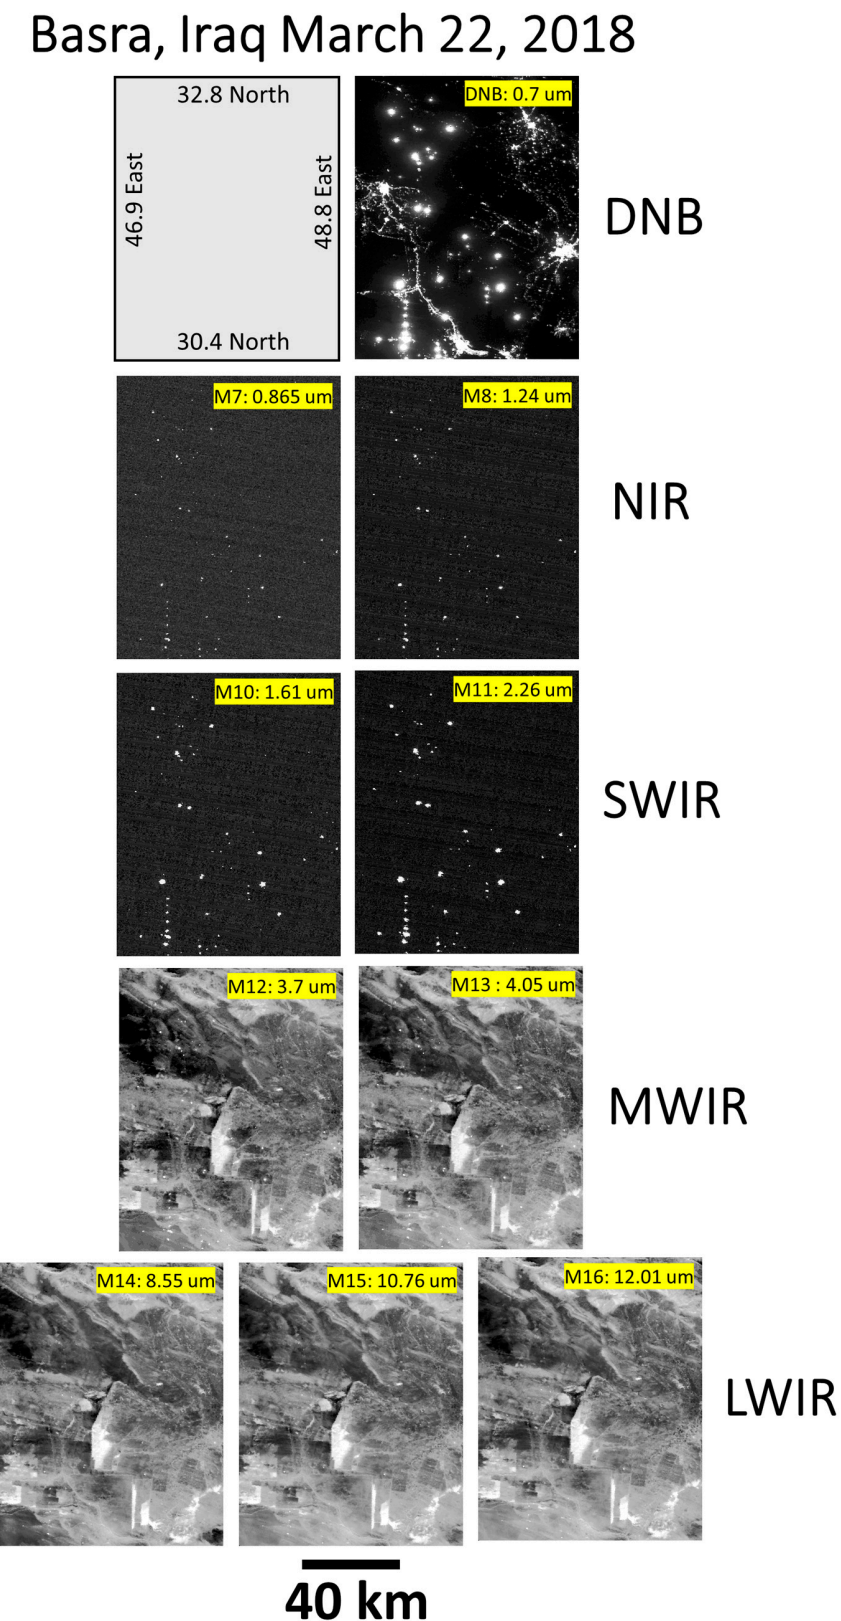 Basra, Iraq March 22, 2018
32.8 North
46.9 East
48.8 East
30.4 North
DNB: 0.7 um
DNB
M7: 0.865 um
M8: 1.24 um
NIR
M10: 1.61 um
M11: 2.26 um
SWIR
M12: 3.7 um
M13 : 4.05 um
MWIR
M14: 8.55 um
M15: 10.76 um
M16: 12.01 um
LWIR
40 km